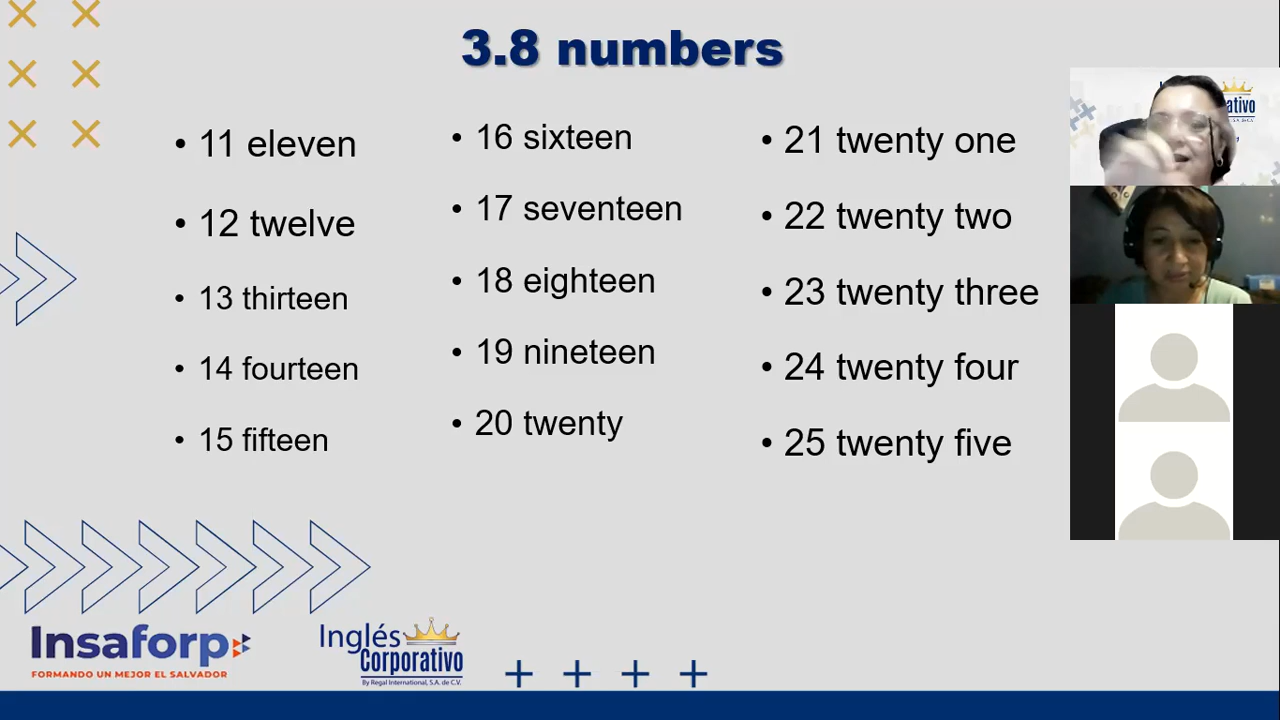 3.8 numbers
• 11 eleven
• 12 twelve
• 13 thirteen
• 14 fourteen
• 15 fifteen
• 16 sixteen
• 17 seventeen
• 18 eighteen
• 19 nineteen
• 20 twenty
• 21 twenty one
• 22 twenty two
• 23 twenty three
• 24 twenty four
• 25 twenty five
Insaforp
FORMANDO UN MEJOR EL SALVADOR
Inglés
Corporativo
By Regal International, S.A. de C.V.